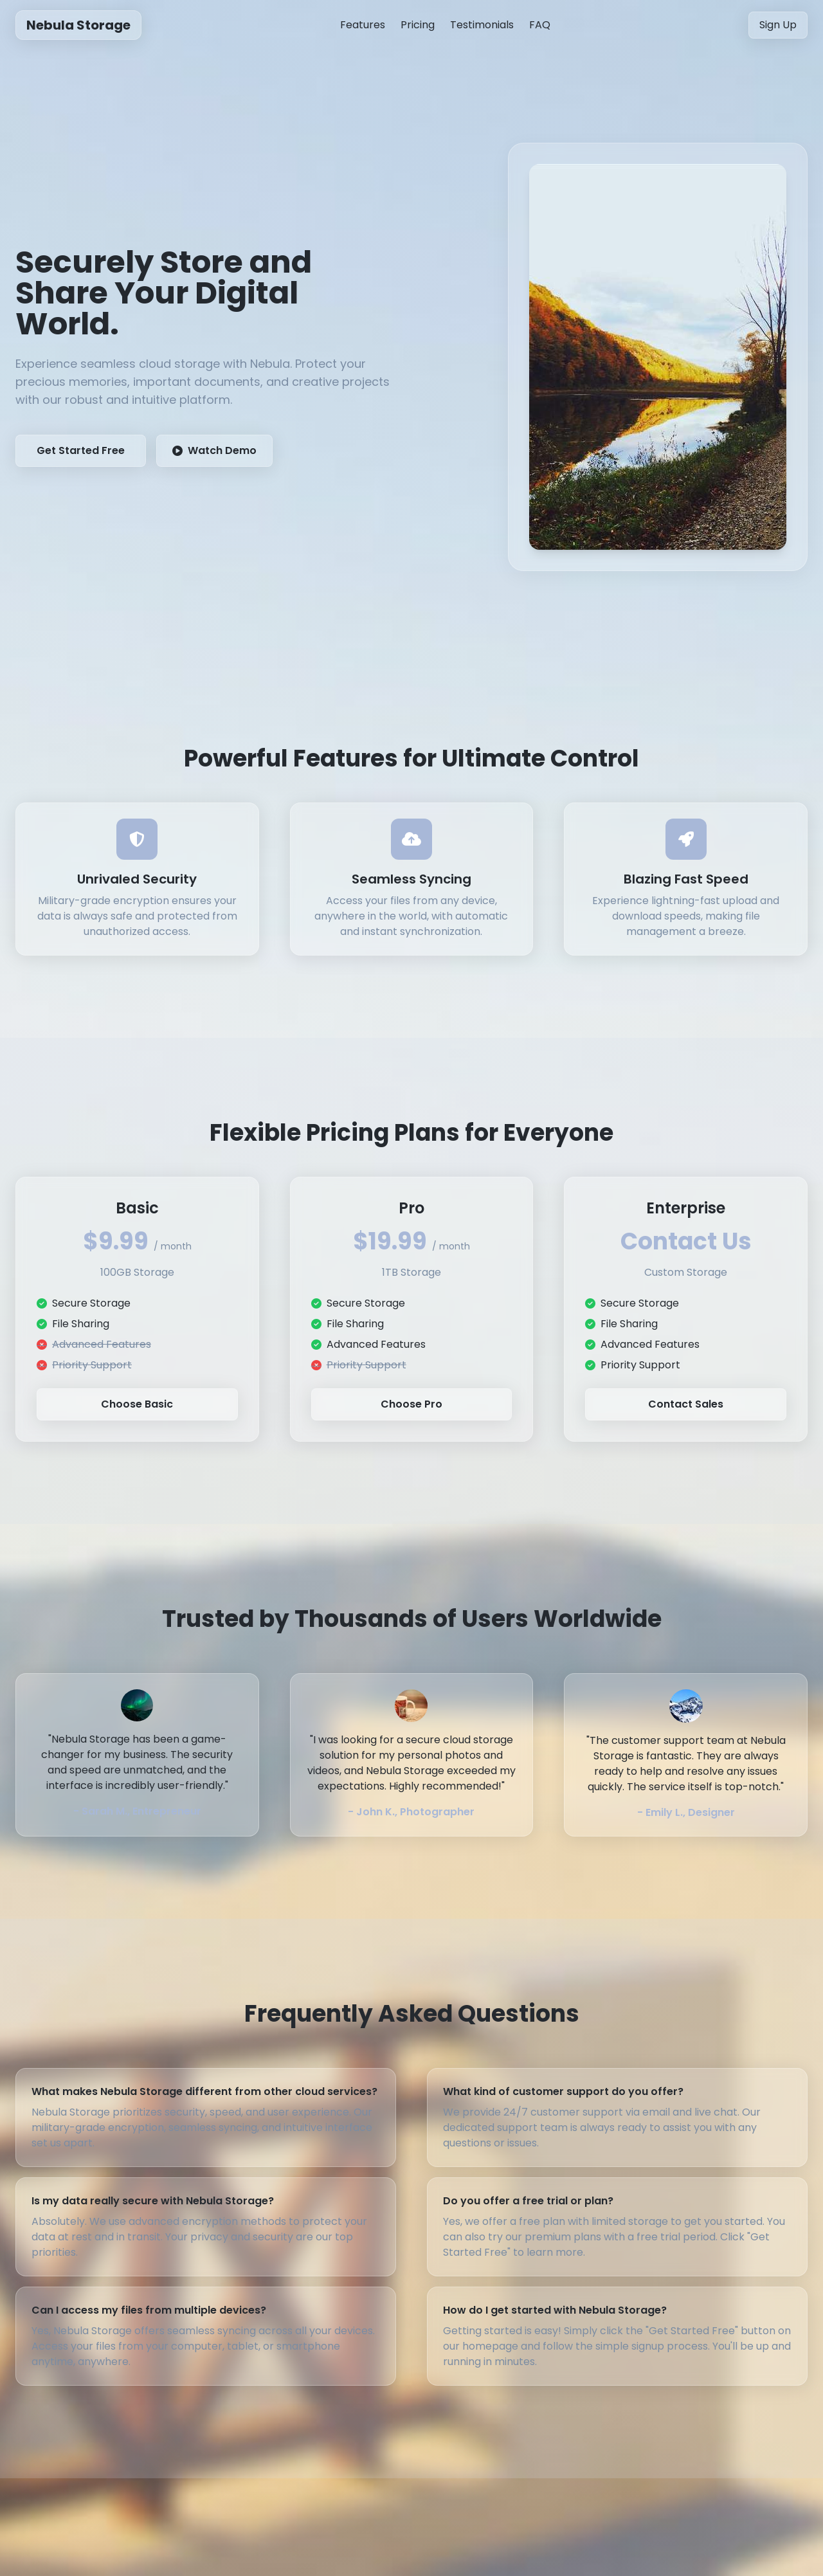 Nebula Storage
Features
Pricing
Testimonials
FAQ
Sign Up
Securely Store and
Share Your Digital
World.
Experience seamless cloud storage with Nebula. Protect your
precious memories, important documents, and creative projects
with our robust and intuitive platform.
Get Started Free
Watch Demo
Powerful Features for Ultimate Control
Unrivaled Security
Military-grade encryption ensures your
data is always safe and protected from
unauthorized access.
Seamless Syncing
Access your files from any device,
anywhere in the world, with automatic
and instant synchronization.
Blazing Fast Speed
Experience lightning-fast upload and
download speeds, making file
management a breeze.
Flexible Pricing Plans for Everyone
Basic
$9.99 / month
100GB Storage
Secure Storage
File Sharing
Advanced Features
Priority Support
Choose Basic
Pro
$19.99 / month
1TB Storage
Secure Storage
File Sharing
Advanced Features
Priority Support
Choose Pro
Enterprise
Contact Us
Custom Storage
Secure Storage
File Sharing
Advanced Features
Priority Support
Contact Sales
Trusted by Thousands of Users Worldwide
"Nebula Storage has been a game-
changer for my business. The security
and speed are unmatched, and the
interface is incredibly user-friendly."
"I was looking for a secure cloud storage
solution for my personal photos and
videos, and Nebula Storage exceeded my
expectations. Highly recommended!"
- John K., Photographer
"The customer support team at Nebula
Storage is fantastic. They are always
ready to help and resolve any issues
quickly. The service itself is top-notch."
- Emily L., Designer
Frequently Asked Questions
What makes Nebula Storage different from other cloud services?
Nebula Storage prioritizes security, speed, and user experience. Our
military-grade encryption, seamless syncing, and intuitive interface
set us apart.
Is my data really secure with Nebula Storage?
Absolutely. We use advanced encryption methods to protect your
data at rest and in transit. Your privacy and security are our top
priorities.
Can I access my files from multiple devices?
Yes, Nebula Storage offers seamless syncing across all your devices.
Access your files from your computer, tablet, or smartphone
anytime, anywhere.
What kind of customer support do you offer?
We provide 24/7 customer support via email and live chat. Our
dedicated support team is always ready to assist you with any
questions or issues.
Do you offer a free trial or plan?
Yes, we offer a free plan with limited storage to get you started. You
can also try our premium plans with a free trial period. Click "Get
Started Free" to learn more.
How do I get started with Nebula Storage?
Getting started is easy! Simply click the "Get Started Free" button on
our homepage and follow the simple signup process. You'll be up and
running in minutes.